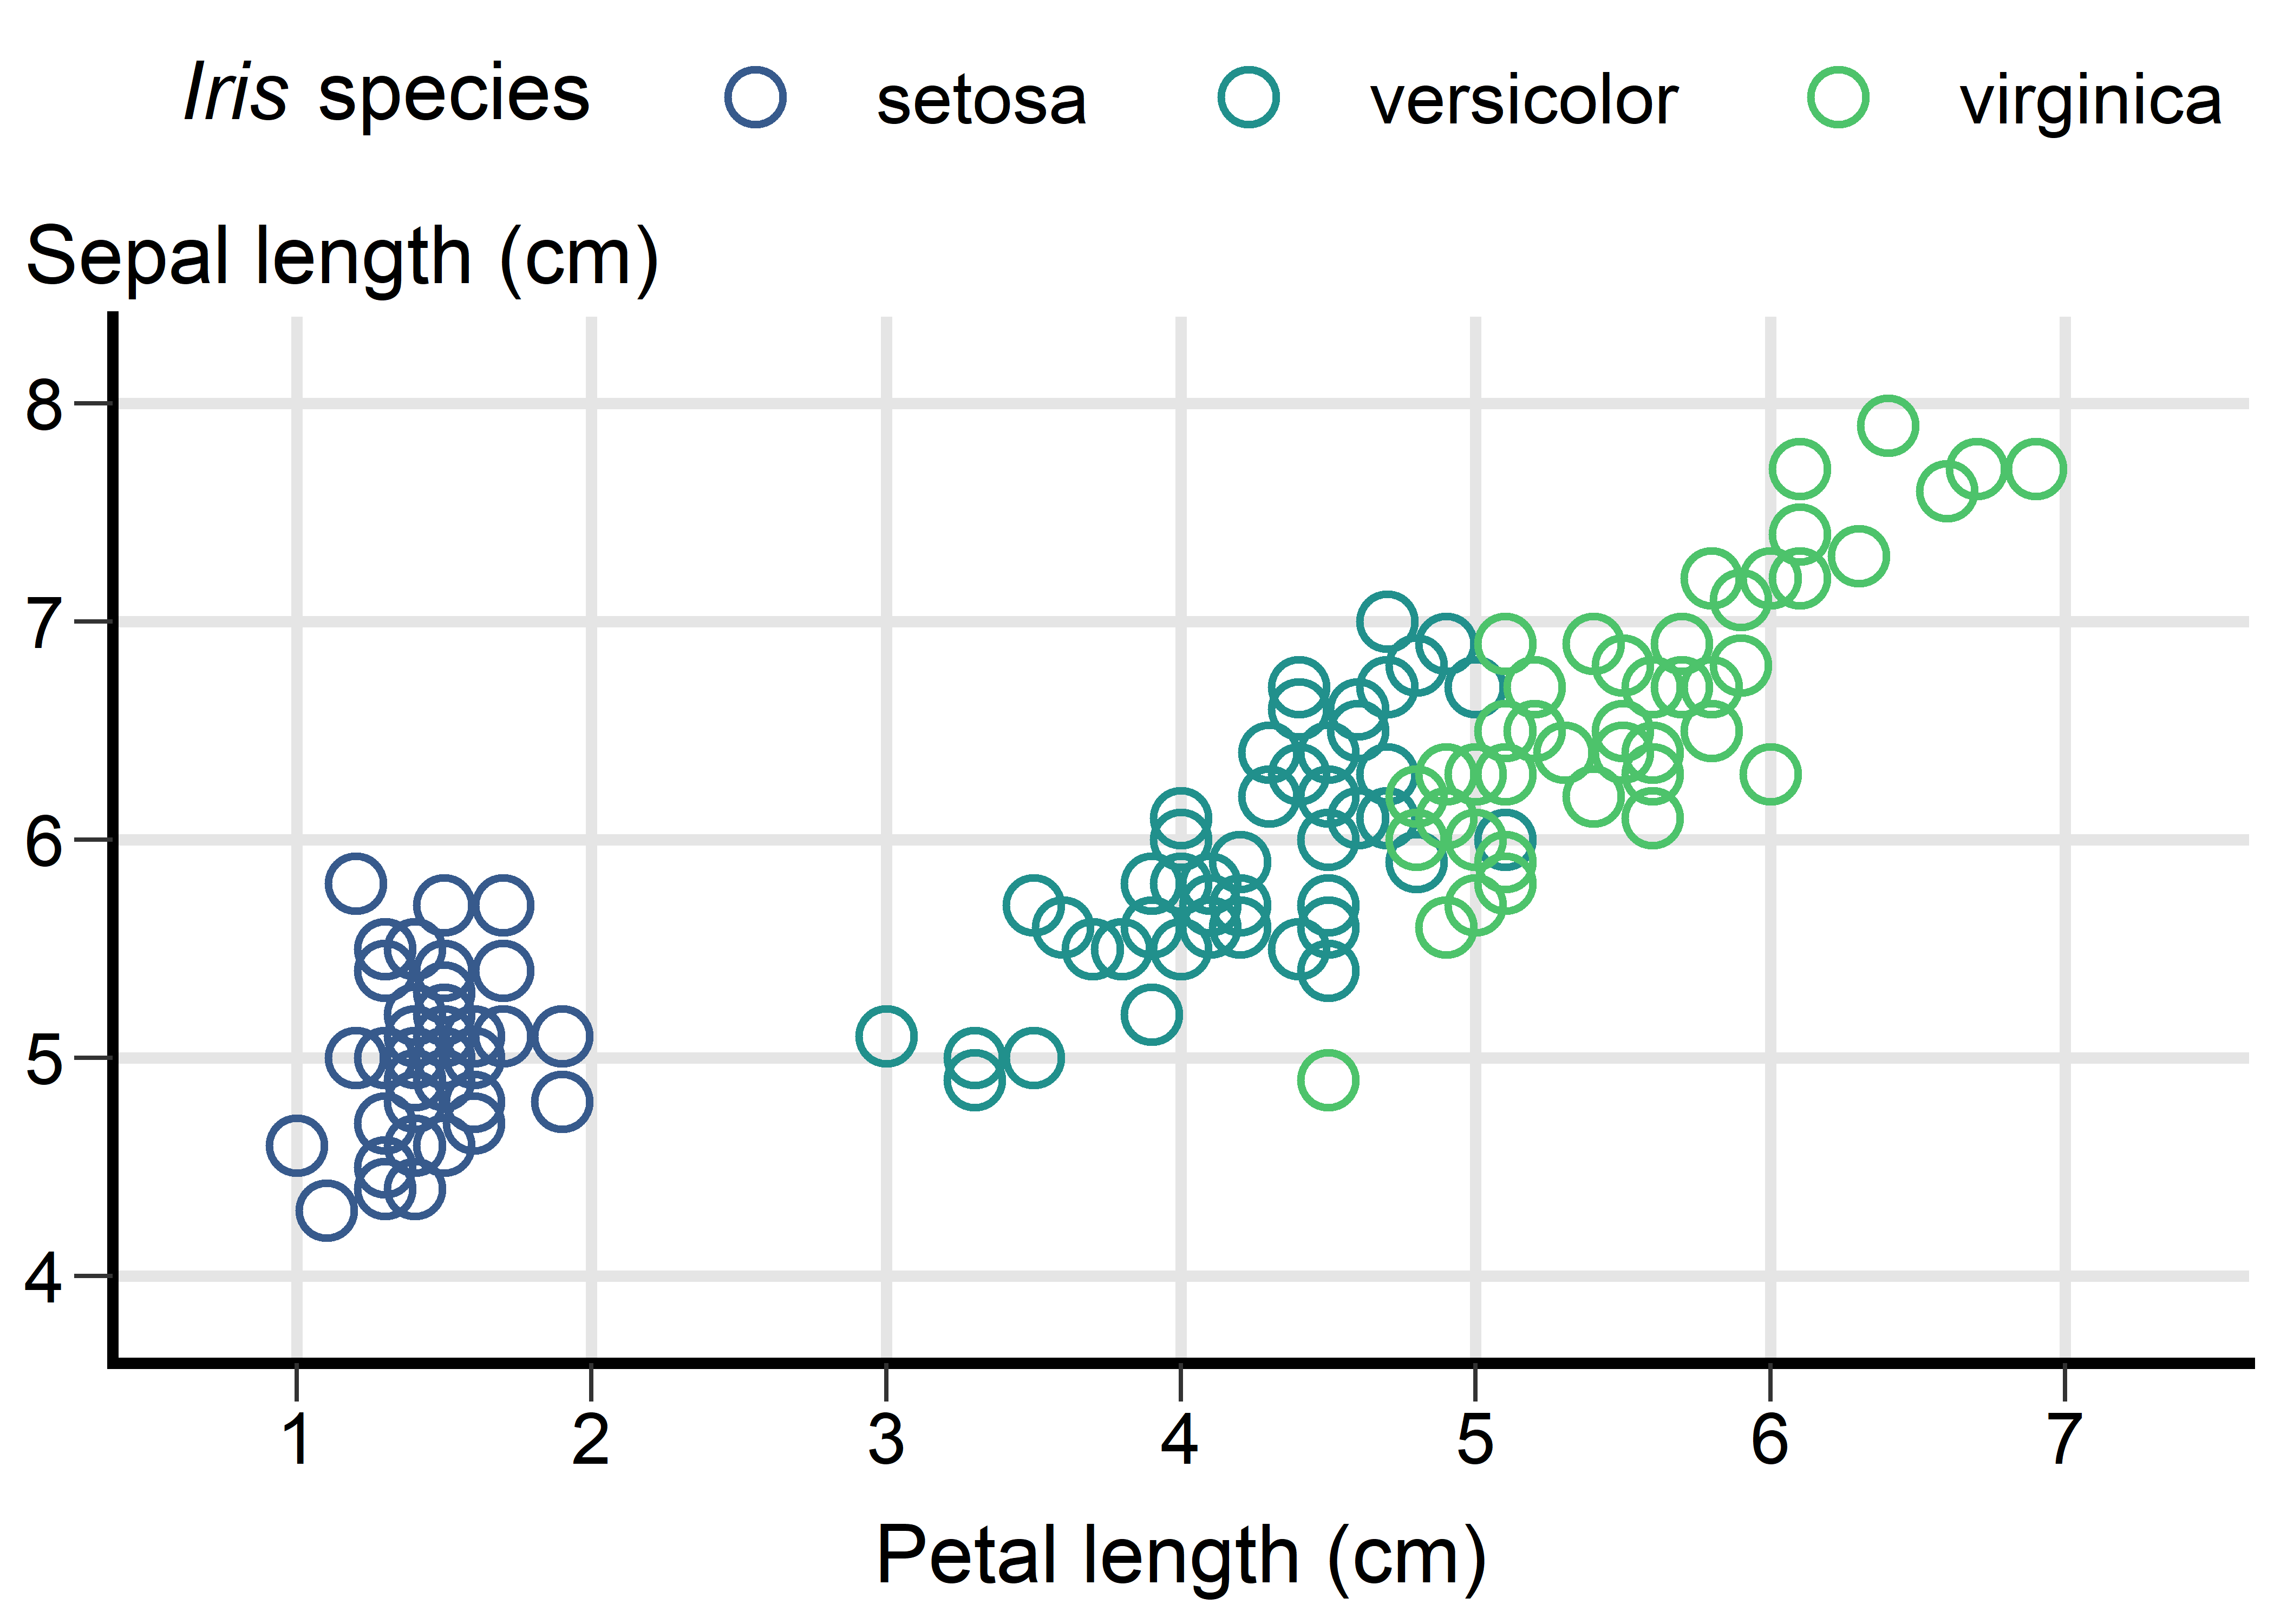 Iris species setosa versicolor virginica
Sepal length (cm)
8
7
6
5
4
1 2 3 4 5 6 7
Petal length (cm)